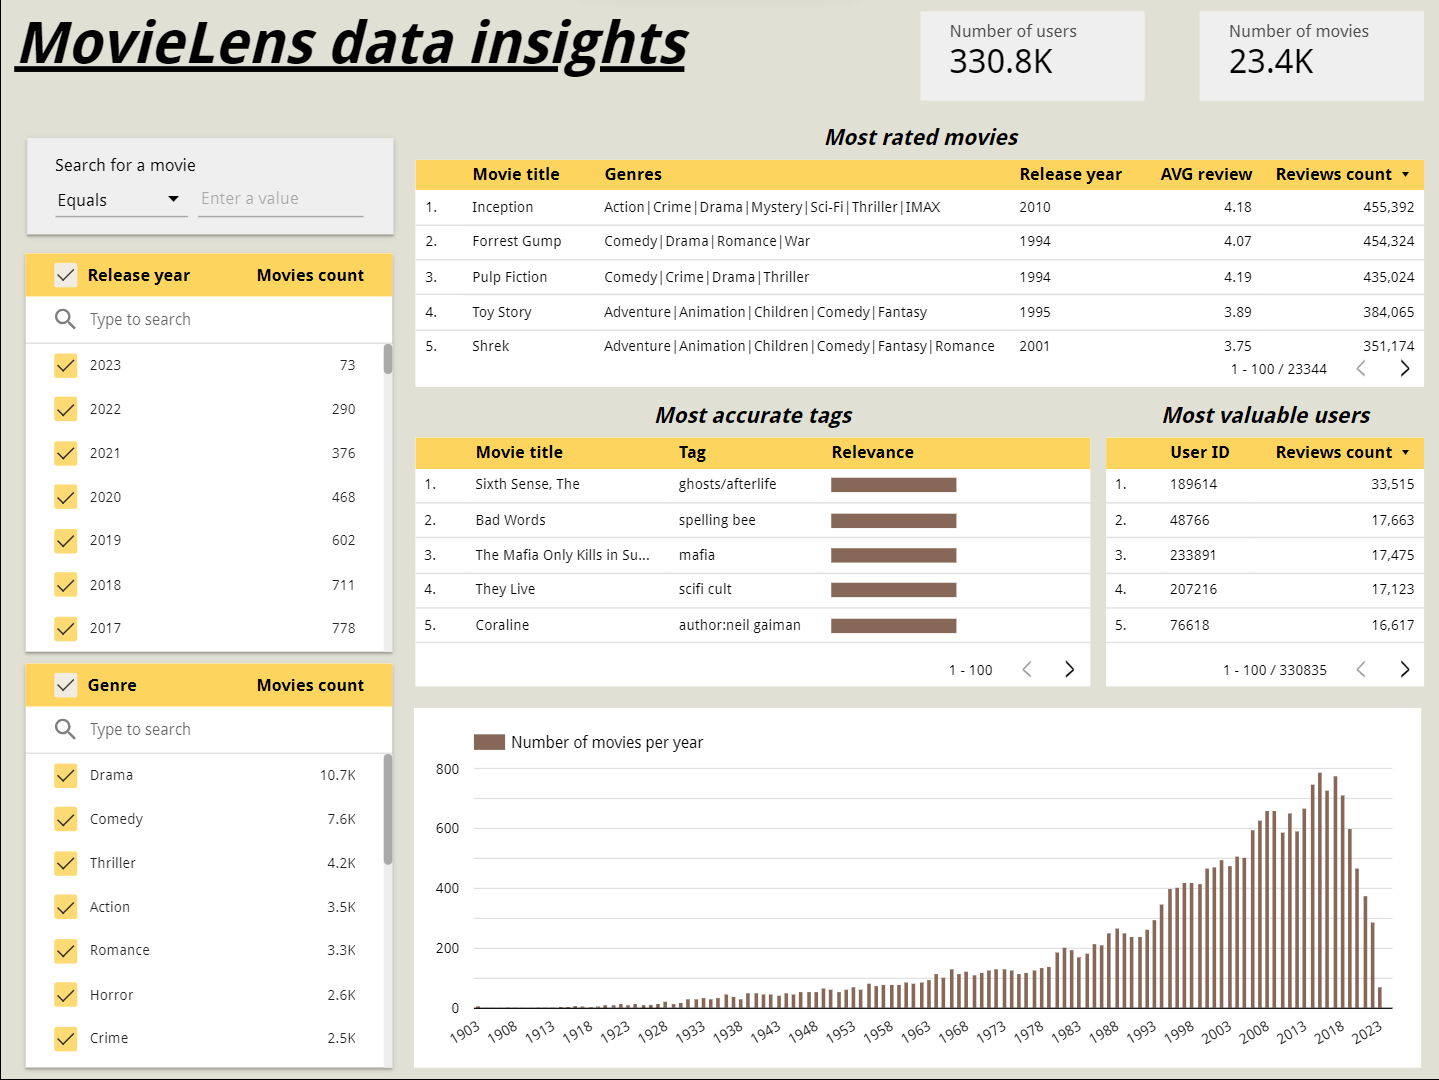 MovieLens data insights
Number of users
330.8K
Number of movies
23.4K
Search for a movie
Equals Enter a value
Release year Movies count
Type to search
2023 73
2022 290
2021 376
2020 468
2019 602
2018 711
2017 778
Genre Movies count
Type to search
Drama 10.7K
Comedy 7.6K
Thriller 4.2K
Action 3.5K
Romance 3.3K
Horror 2.6K
Crime 2.5K
Most rated movies
Movie title Genres Release year AVG review Reviews count
1. Inception Action|Crime|Drama|Mystery|Sci-Fi|Thriller|IMAX 2010 4.18 455,392
2. Forrest Gump Comedy|Drama|Romance|War 1994 4.07 454,324
3. Pulp Fiction Comedy|Crime|Drama|Thriller 1994 4.19 435,024
4. Toy Story Adventure|Animation|Children|Comedy|Fantasy 1995 3.89 384,065
5. Shrek Adventure|Animation|Children|Comedy|Fantasy|Romance 2001 3.75 351,174
1 - 100 / 23344
Most accurate tags
Movie title Tag Relevance
1. Sixth Sense, The ghosts/afterlife
2. Bad Words spelling bee
3. The Mafia Only Kills in Su... mafia
4. They Live scifi cult
5. Coraline author:neil gaiman
1 - 100
Most valuable users
User ID Reviews count
1. 189614 33,515
2. 48766 17,663
3. 233891 17,475
4. 207216 17,123
5. 76618 16,617
1 - 100 / 330835
Number of movies per year
800
600
400
200
0
1903 1908 1913 1918 1923 1928 1933 1938 1943 1948 1953 1958 1963 1968 1973 1978 1983 1988 1993 1998 2003 2008 2013 2018 2023